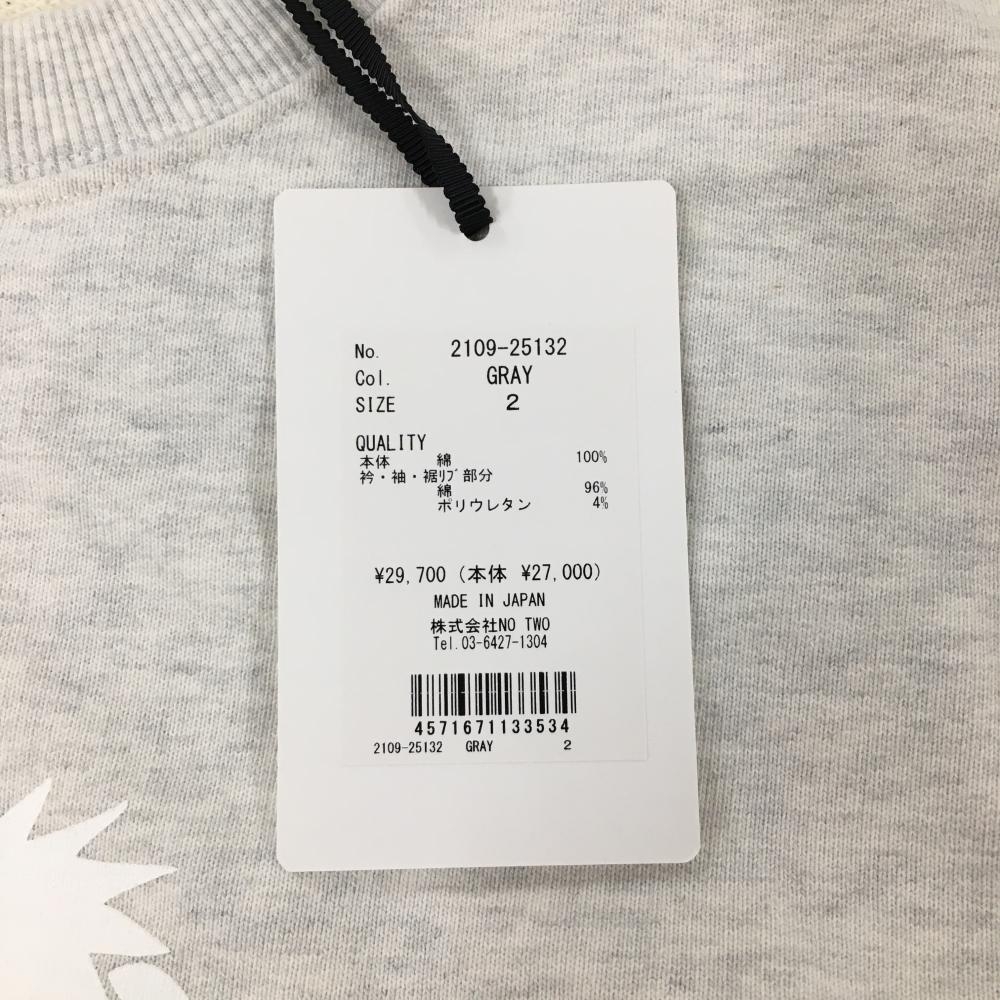 No. 2109-25132
Col. GRAY
SIZE 2
QUALITY
本体 綿 100%
衿・袖・裾ﾘﾌﾞ部分
綿 96%
ポリウレタン 4%
¥29,700 (本体 ¥27,000)
MADE IN JAPAN
株式会社NO TWO
Tel.03-6427-1304
4571671133534
2109-25132 GRAY 2